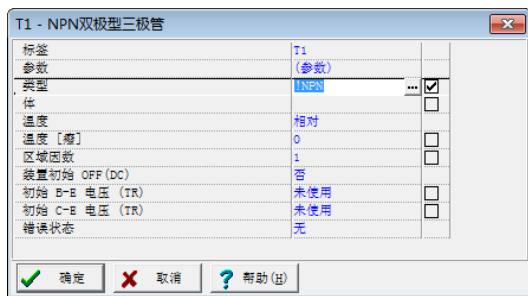 T1 - NPN双极型三极管
标签 T1
参数 (参数)
类型 !NPN ...
体
温度 相对
温度 [癈] 0
区域因数 1
装置初始 OFF(DC) 否
初始 B-E 电压 (TR) 未使用
初始 C-E 电压 (TR) 未使用
错误状态 无
确定 取消 ? 帮助(H)